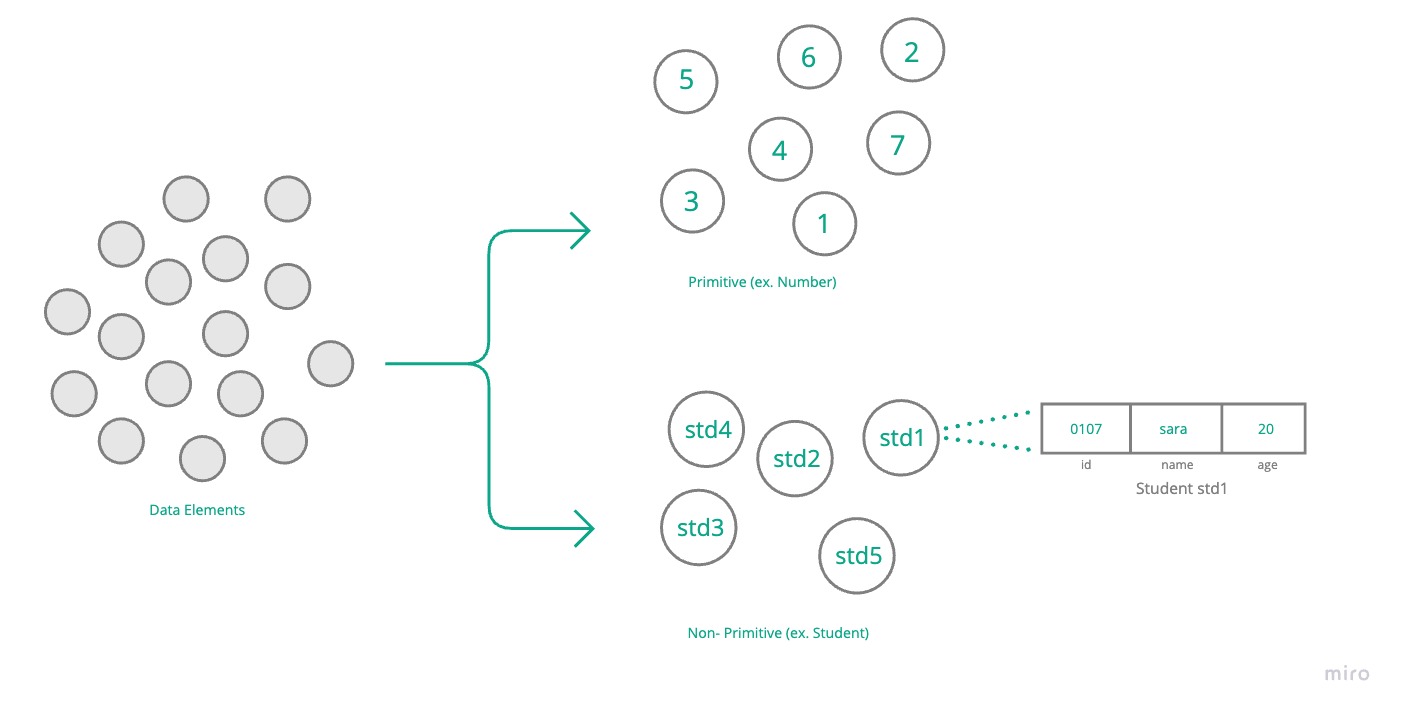 5
6
2
4
7
3
1
Primitive (ex. Number)
Data Elements
std4
std2
std1
std3
std5
0107 sara 20
id name age
Student std1
Non- Primitive (ex. Student)
miro